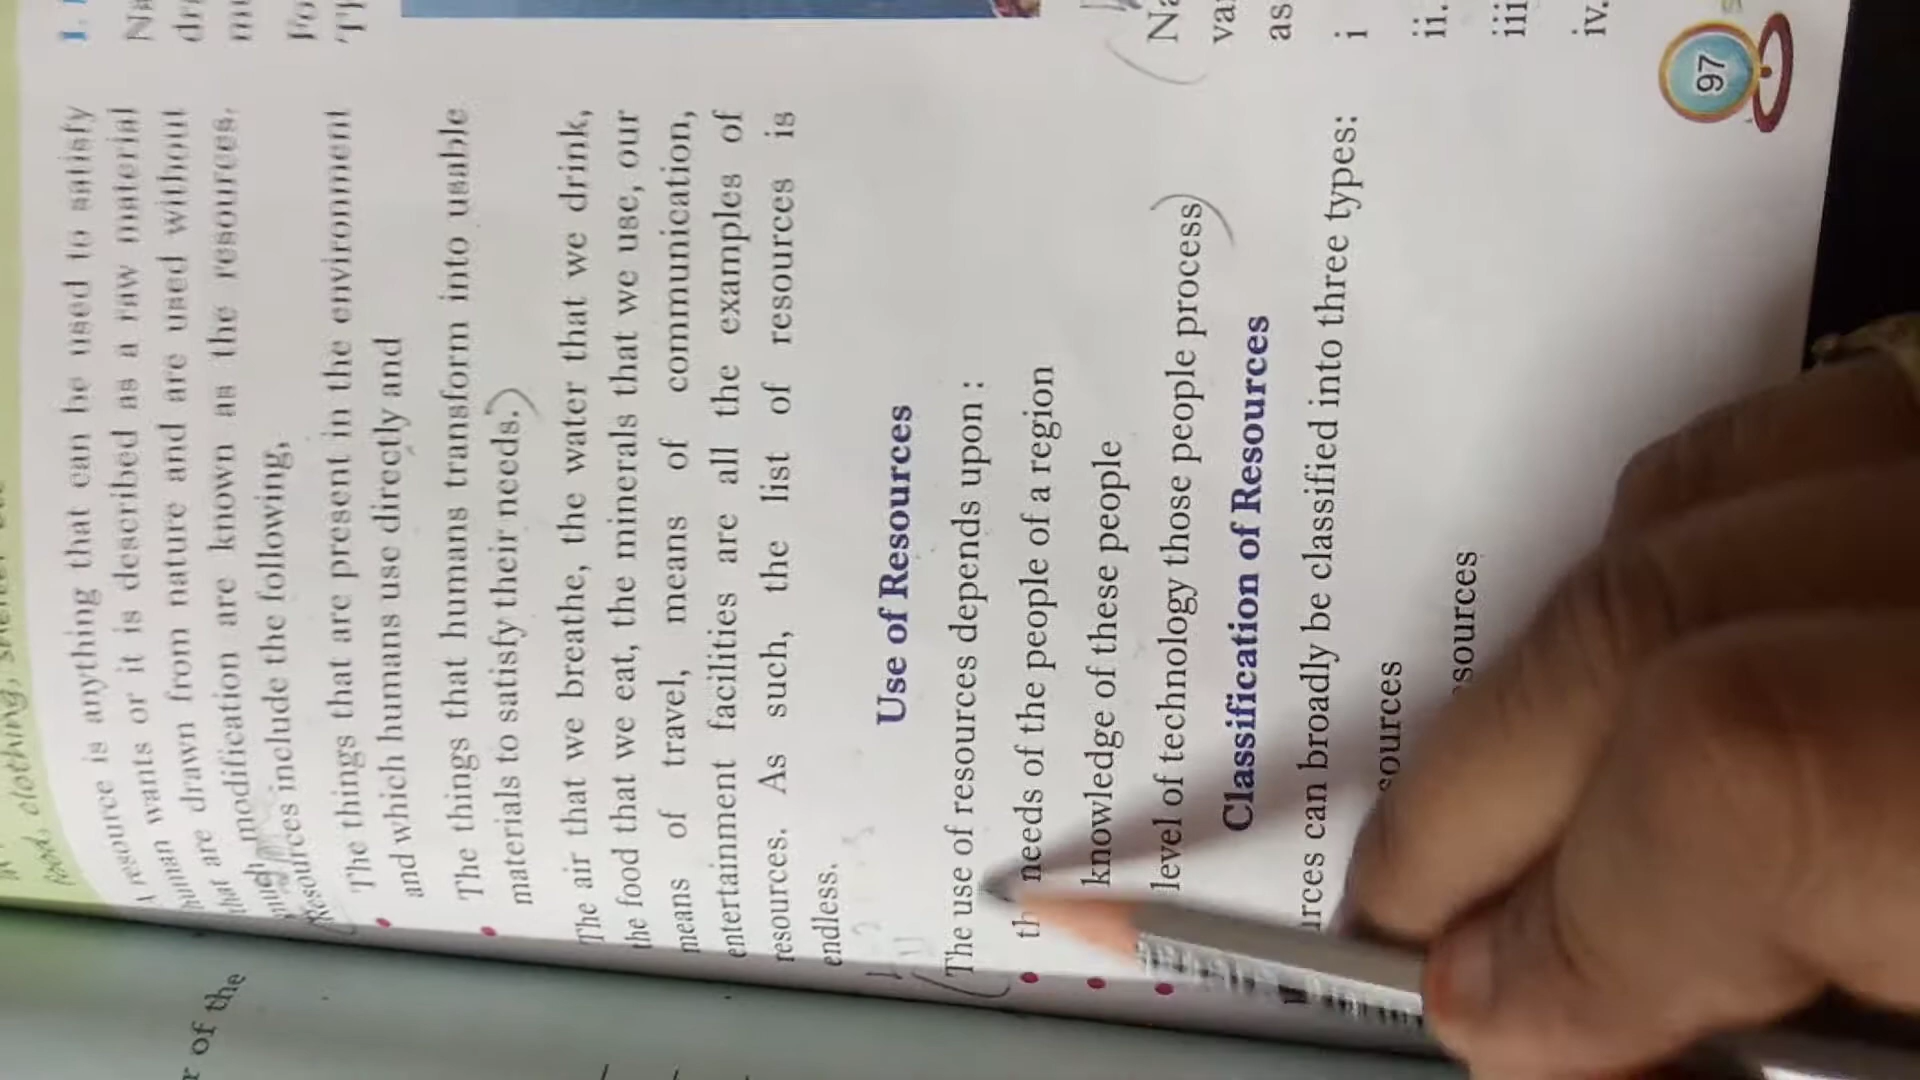 food, clothing,
A resource is anything that can be used to satisfy
human wants or it is described as a raw material
that are drawn from nature and are used without
much modification are known as the resources.
Resources include the following,
The things that are present in the environment
and which humans use directly and
The things that humans transform into usable
materials to satisfy their needs.)
The air that we breathe, the water that we drink,
the food that we eat, the minerals that we use, our
means of travel, means of communication,
entertainment facilities are all the examples of
resources. As such, the list of resources is
endless.
Use of Resources
The use of resources depends upon :
needs of the people of a region
knowledge of these people
level of technology those people process)
Classification of Resources
can broadly be classified into three types:
r of the
as
i
ii.
iii
iv.
97